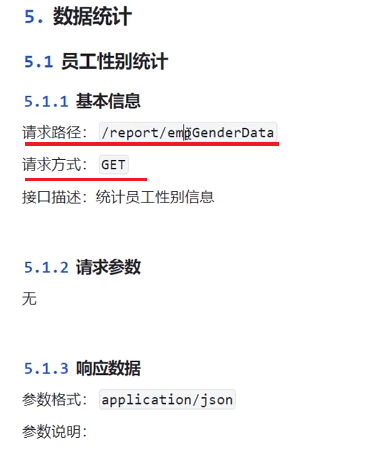 5. 数据统计
5.1 员工性别统计
5.1.1 基本信息
请求路径： /report/empGenderData
请求方式： GET
接口描述：统计员工性别信息
5.1.2 请求参数
无
5.1.3 响应数据
参数格式： application/json
参数说明：